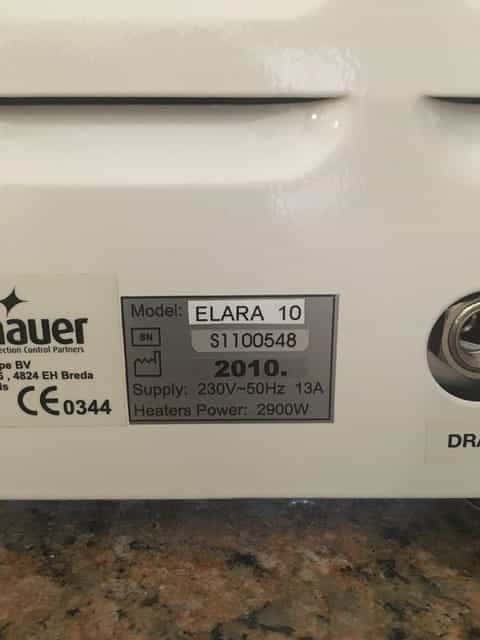 nauer
ection Control Partners
pe BV
, 4824 EH Breda
ls
CE 0344
Model: ELARA 10
SN S1100548
2010.
Supply: 230V~50Hz 13A
Heaters Power: 2900W
DRA